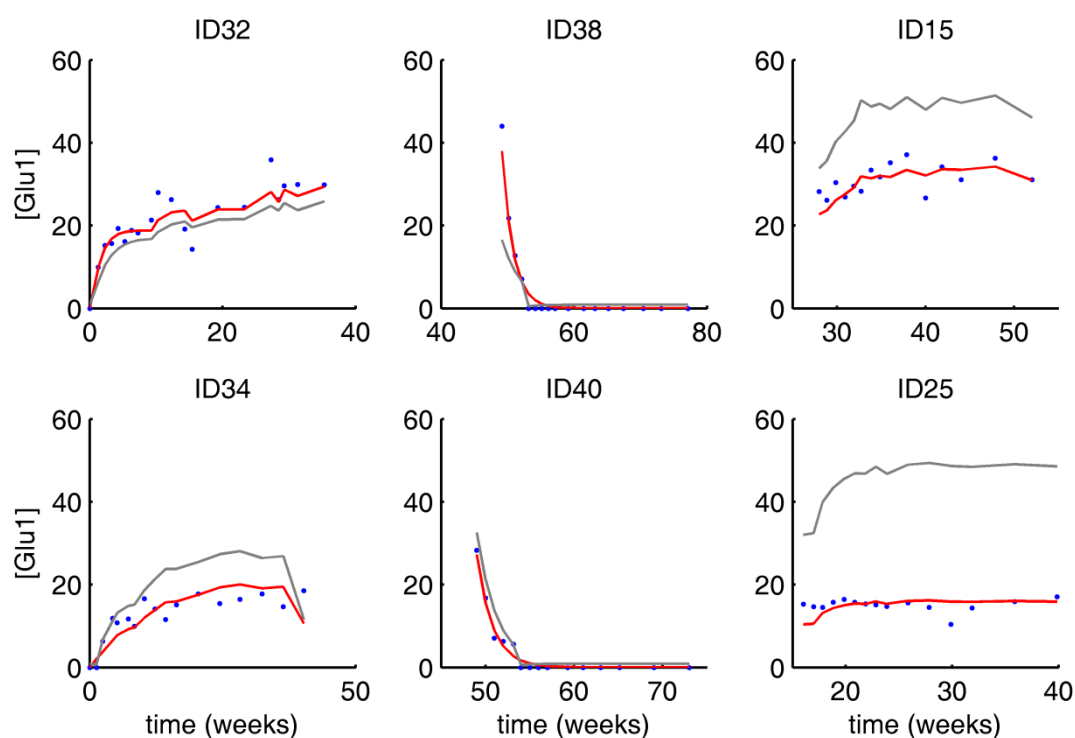 ID32 ID38 ID15
60 60 60
40 40 40
20 20 20
0 0 0
0 20 40 40 60 80 30 40 50
[Glu1]
ID34 ID40 ID25
60 60 60
40 40 40
20 20 20
0 0 0
0 50 50 60 70 20 30 40
[Glu1]
time (weeks) time (weeks) time (weeks)